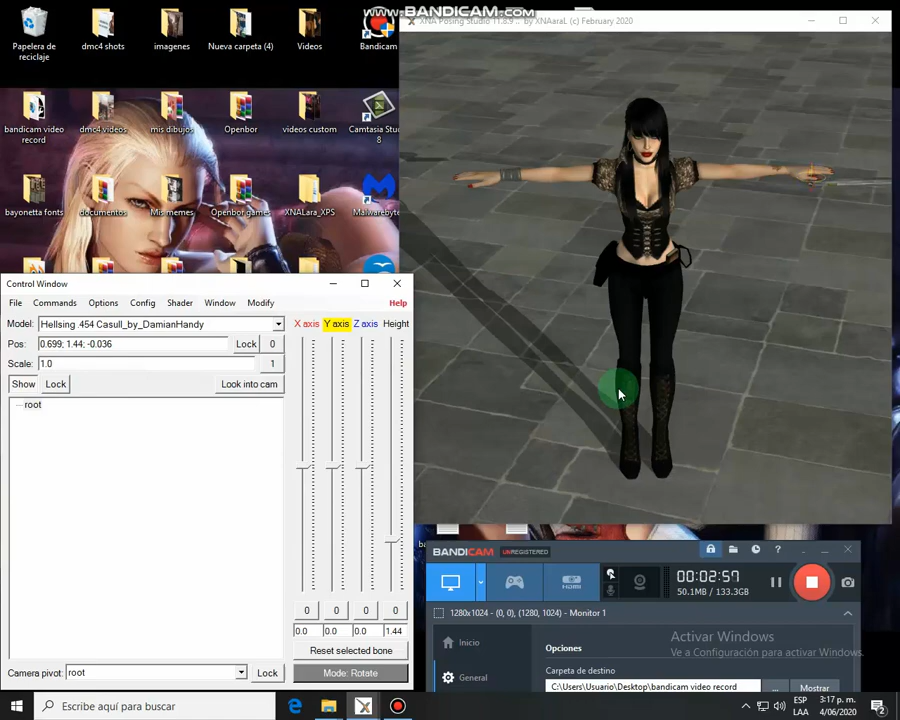 www.BANDICAM.com
XNA Posing Studio 11.8.9 :: by XNAaraL (c) February 2020
Papelera de reciclaje
dmc4 shots
imagenes
Nueva carpeta (4)
Videos
Bandicam
bandicam video record
dmc4 videos
mis dibujos
Openbor
videos custom
Camtasia Stud 8
bayonetta fonts
documentos
Mis memes
Openbor games
XNALara_XPS
Malwarebyte
Control Window
File
Commands
Options
Config
Shader
Window
Modify
Help
Model:
Hellsing .454 Casull_by_DamianHandy
X axis
Y axis
Z axis
Height
Pos:
0.699; 1.44; -0.036
Lock
0
Scale:
1.0
1
Show
Lock
Look into cam
root
0
0
0
0
0.0
0.0
0.0
1.44
Reset selected bone
Camera pivot:
root
Lock
Mode: Rotate
BANDICAM
UNREGISTERED
HDMI
00:02:57
50.1MB / 133.3GB
1280x1024 - (0, 0), (1280, 1024) - Monitor 1
Inicio
General
Opciones
Carpeta de destino
C:\Users\Usuario\Desktop\bandicam video record
...
Mostrar
Activar Windows
Ve a Configuración para activar Windows.
Escribe aquí para buscar
ESP
LAA
3:17 p. m.
4/06/2020
2